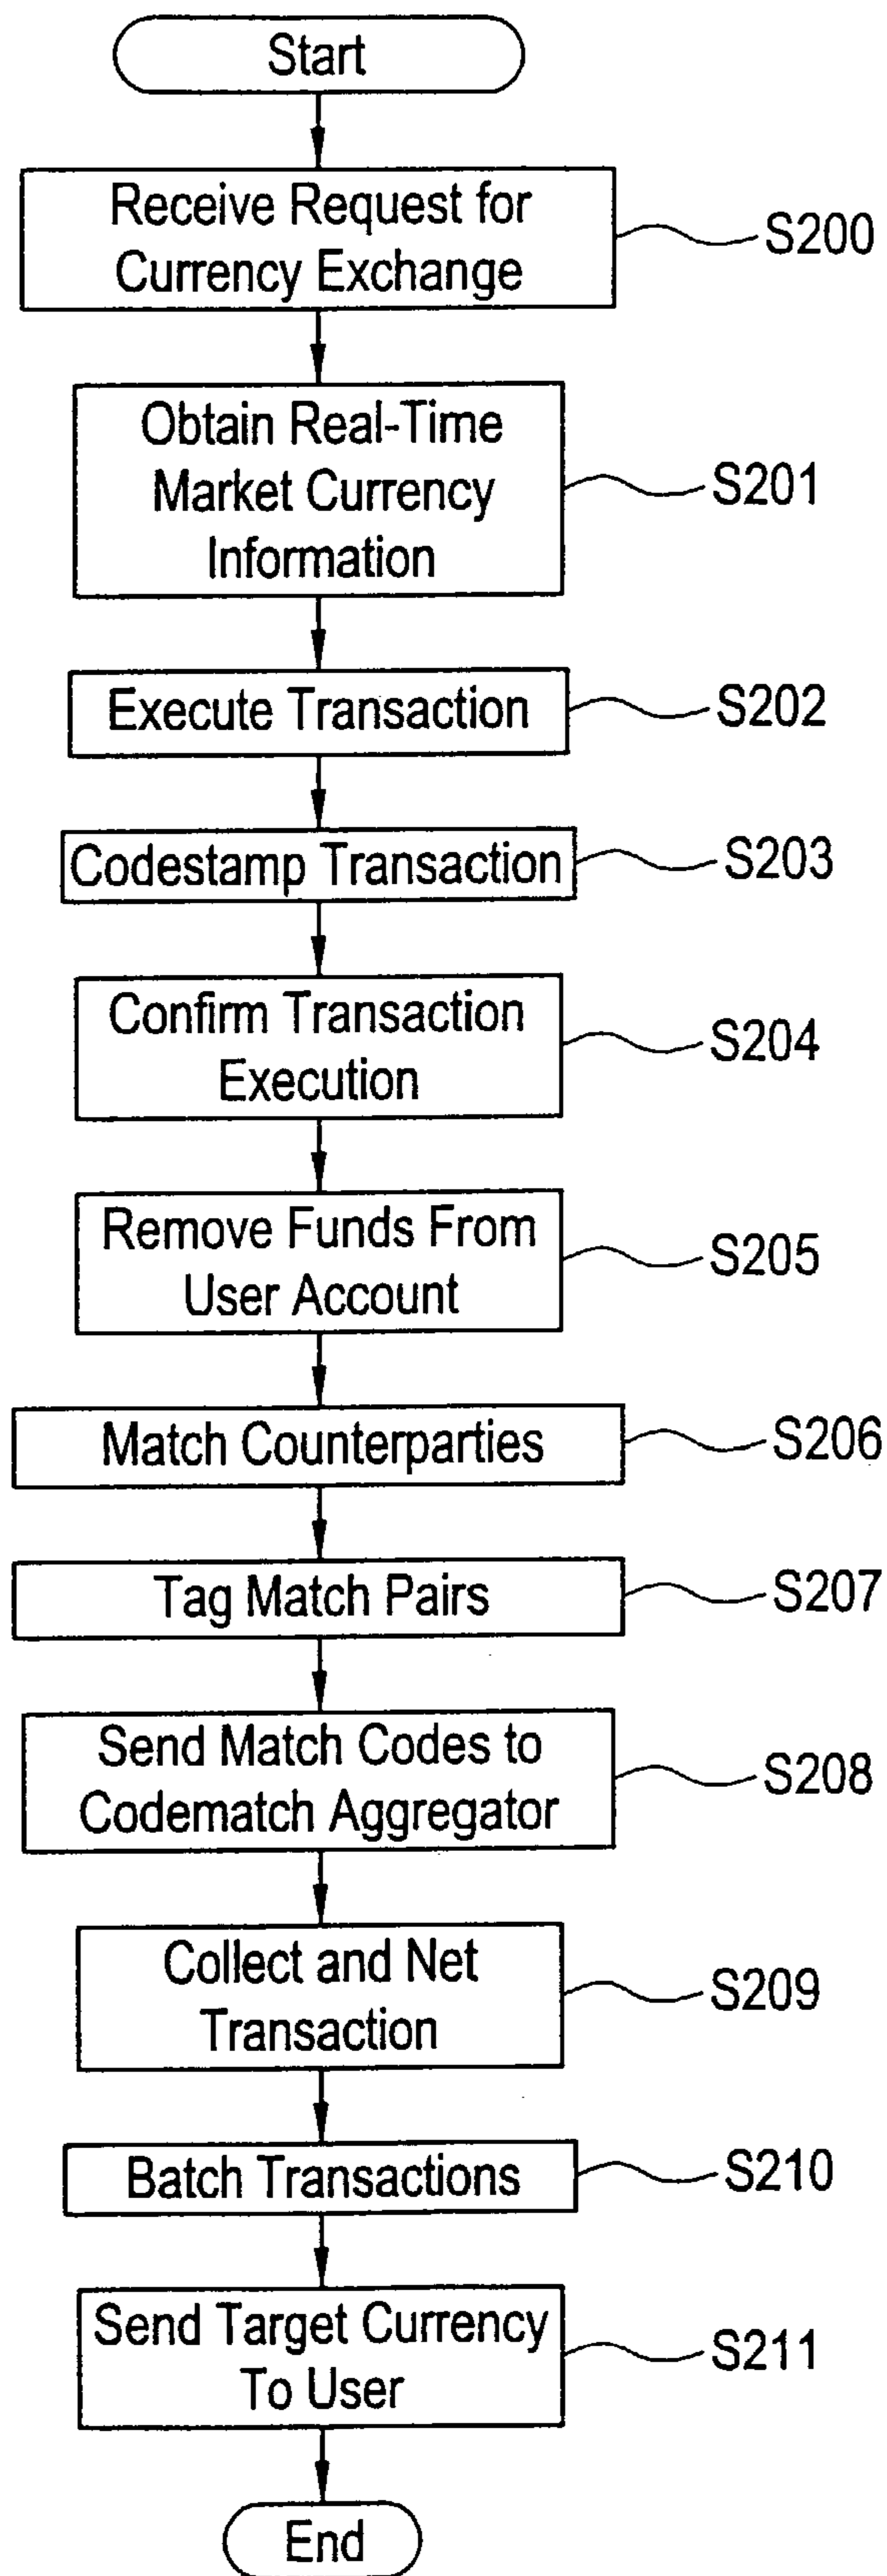 Start
Receive Request for
Currency Exchange
S200
Obtain Real-Time
Market Currency
Information
S201
Execute Transaction
S202
Codestamp Transaction
S203
Confirm Transaction
Execution
S204
Remove Funds From
User Account
S205
Match Counterparties
S206
Tag Match Pairs
S207
Send Match Codes to
Codematch Aggregator
S208
Collect and Net
Transaction
S209
Batch Transactions
S210
Send Target Currency
To User
S211
End